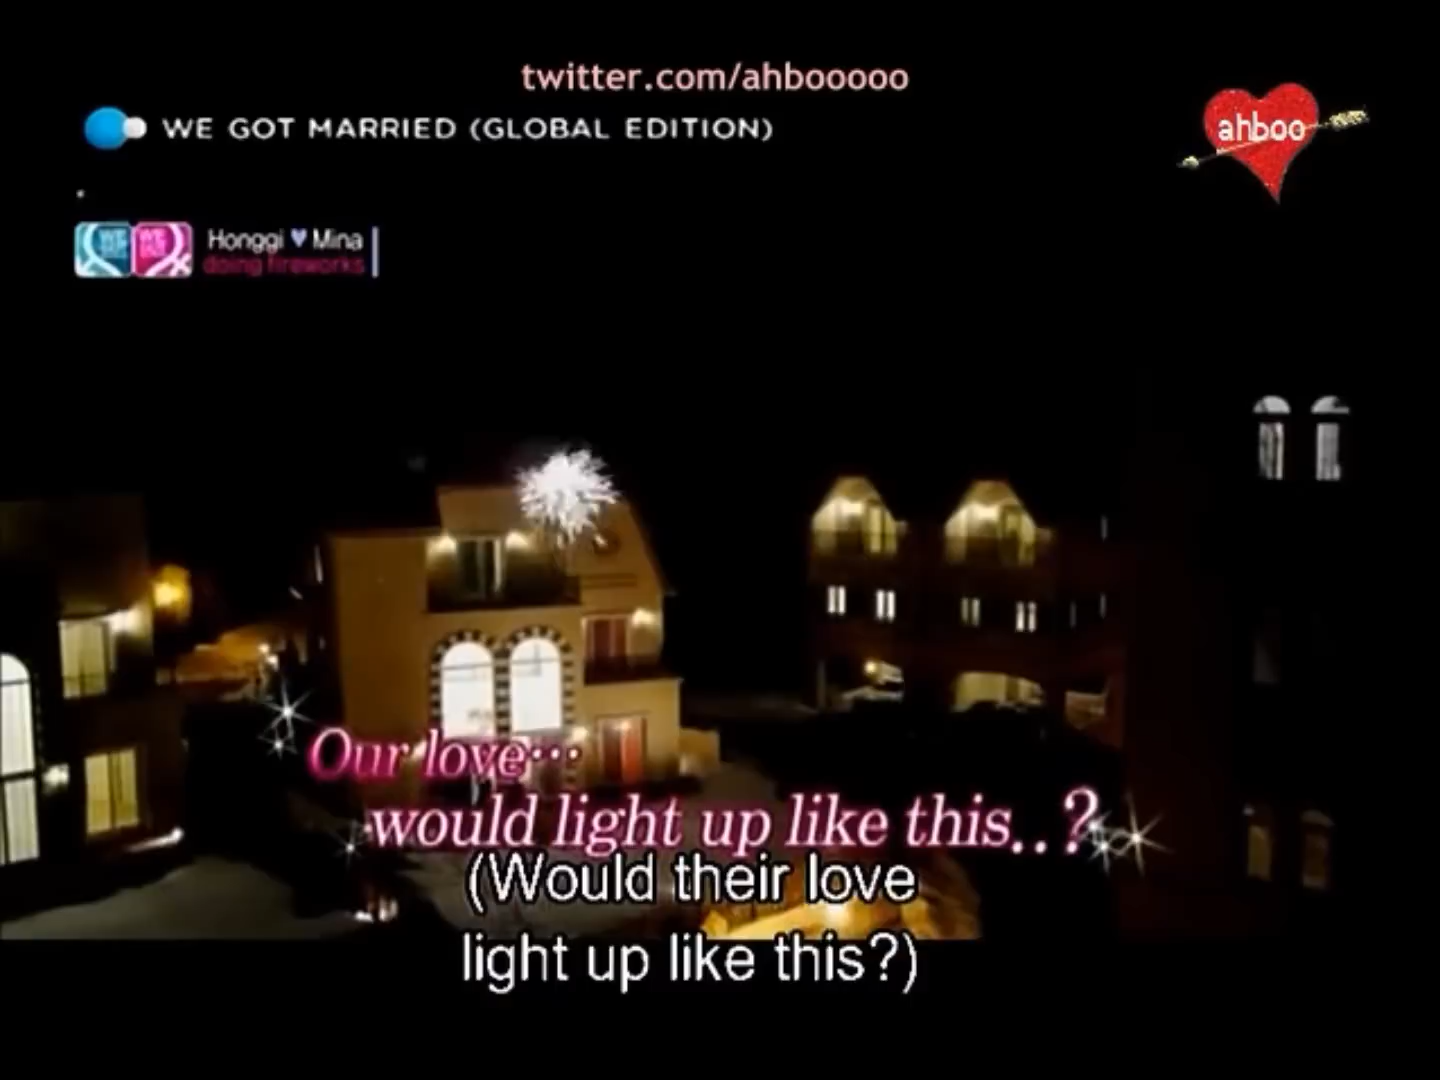 twitter.com/ahbooooo
WE GOT MARRIED (GLOBAL EDITION)
ahboo
Honggi ♥ Mina
doing fireworks
Our love...
would light up like this..?
(Would their love
light up like this?)